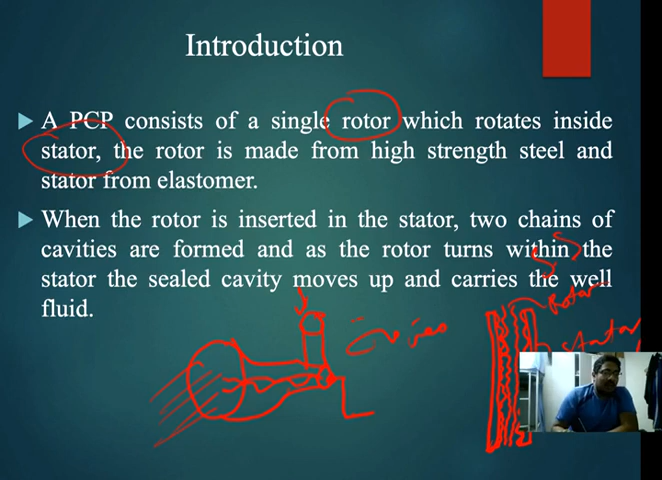 Introduction
A PCP consists of a single rotor which rotates inside
stator, the rotor is made from high strength steel and
stator from elastomer.
When the rotor is inserted in the stator, two chains of
cavities are formed and as the rotor turns within the
stator the sealed cavity moves up and carries the well
fluid.
Rotor
Stator